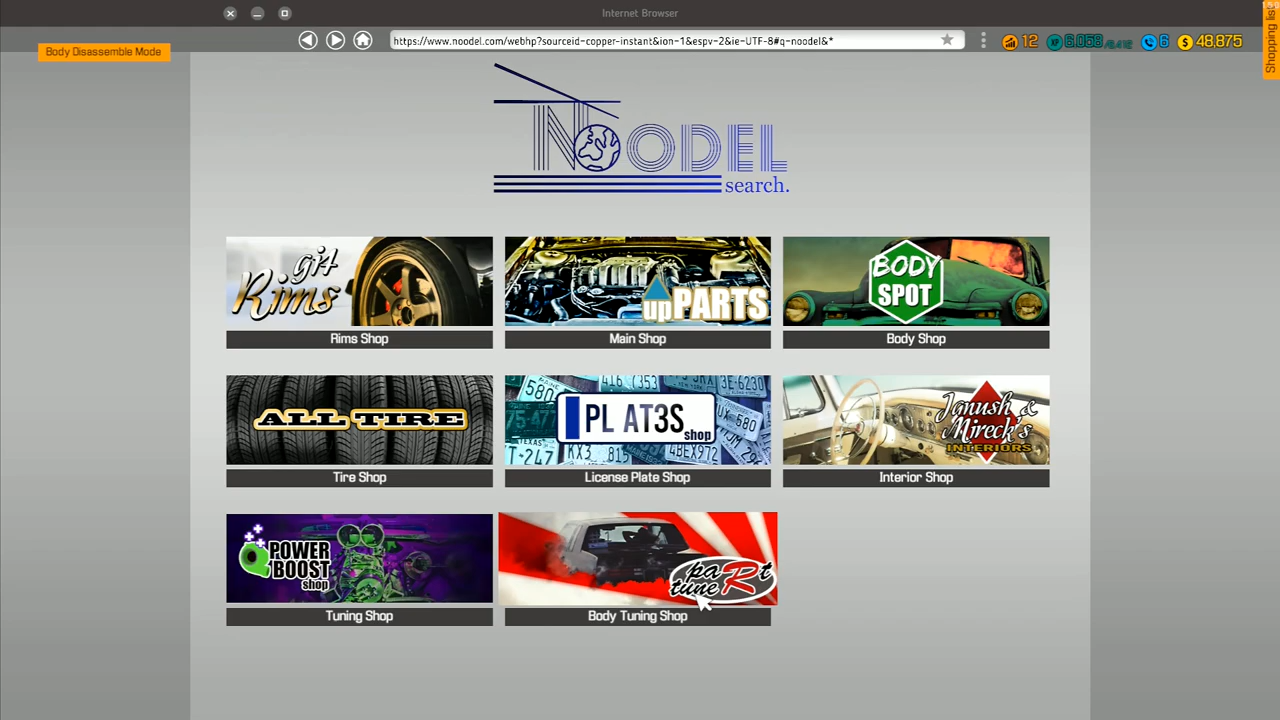 Internet Browser
https://www.noodel.com/webhp?sourceid-copper-instant&ion-1&espv-2&ie-UTF-8#q-noodel&*
12
6,058
6
$ 48,875
Shopping list
Body Disassemble Mode
NOODEL
search.
git Rims
upPARTS
BODY SPOT
Rims Shop
Main Shop
Body Shop
ALL TIRE
PL AT3S
shop
Janush & Mireck's
INTERIORS
Tire Shop
License Plate Shop
Interior Shop
POWER BOOST
shop
paRt tuneR
Tuning Shop
Body Tuning Shop